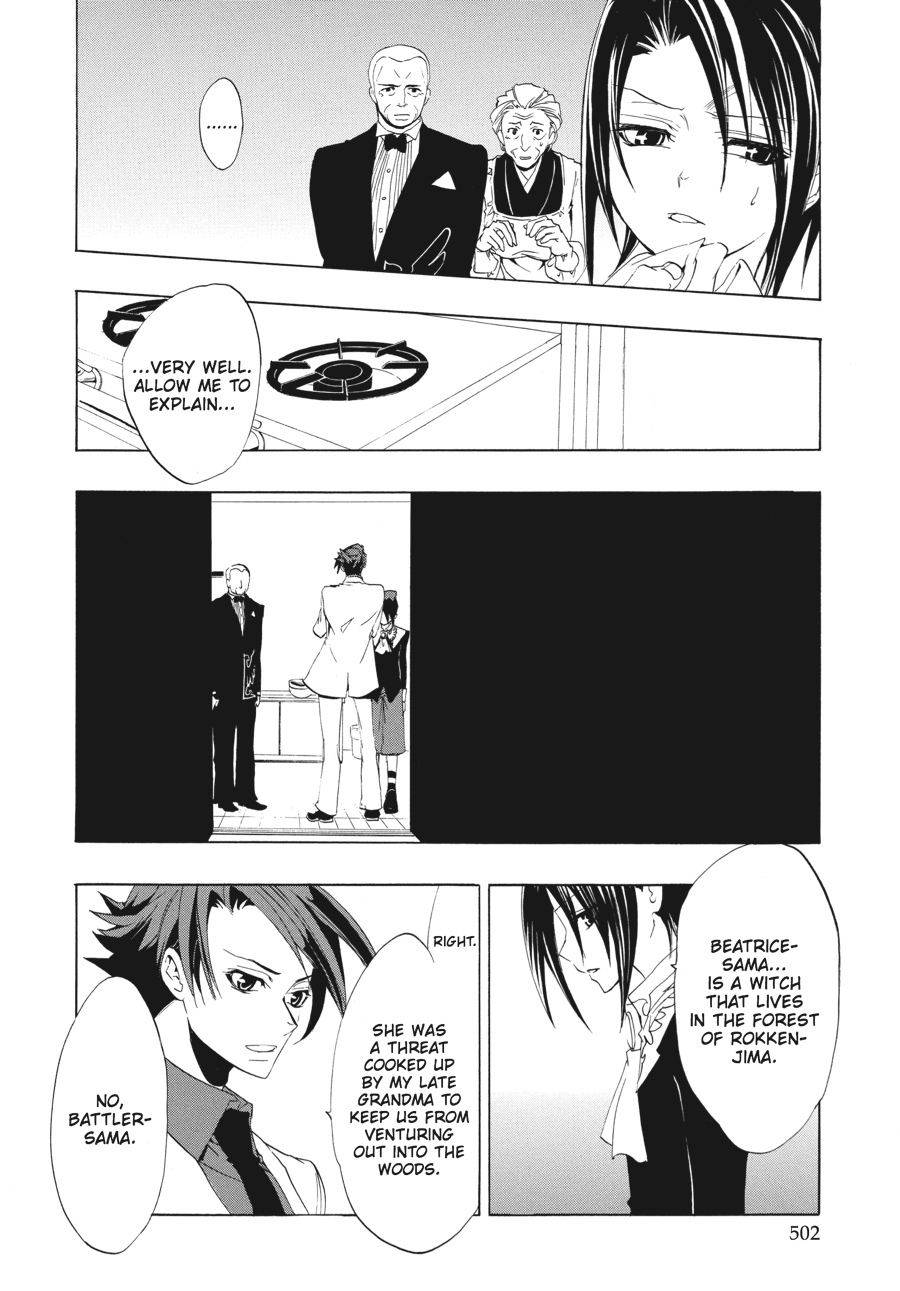 ......
...VERY WELL.
ALLOW ME TO
EXPLAIN...
BEATRICE-
SAMA...
IS A WITCH
THAT LIVES
IN THE FOREST
OF ROKKEN-
JIMA.
RIGHT.
SHE WAS
A THREAT
COOKED UP
BY MY LATE
GRANDMA TO
KEEP US FROM
VENTURING
OUT INTO THE
WOODS.
NO,
BATTLER-
SAMA.
502